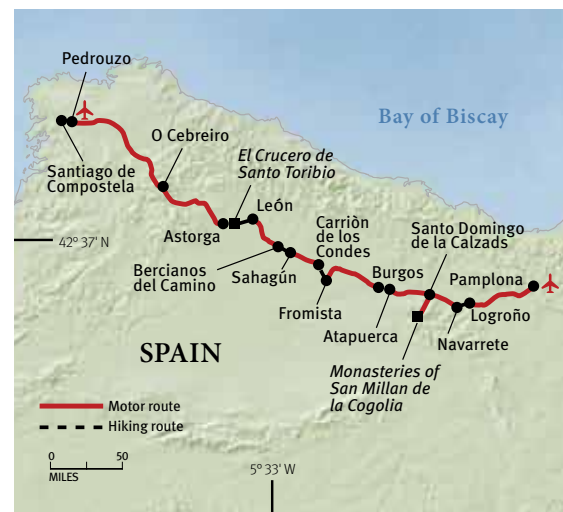 Pedrouzo
Bay of Biscay
O Cebreiro
El Crucero de
Santo Toribio
Santiago de
Compostela
León
Astorga
42° 37' N
Carriòn
de los
Condes
Santo Domingo
de la Calzads
Bercianos
del Camino
Sahagún
Burgos
Pamplona
Fromista
Logroño
Atapuerca
Navarrete
SPAIN
Monasteries of
San Millan de
la Cogolia
Motor route
Hiking route
0 50
MILES
5° 33' W